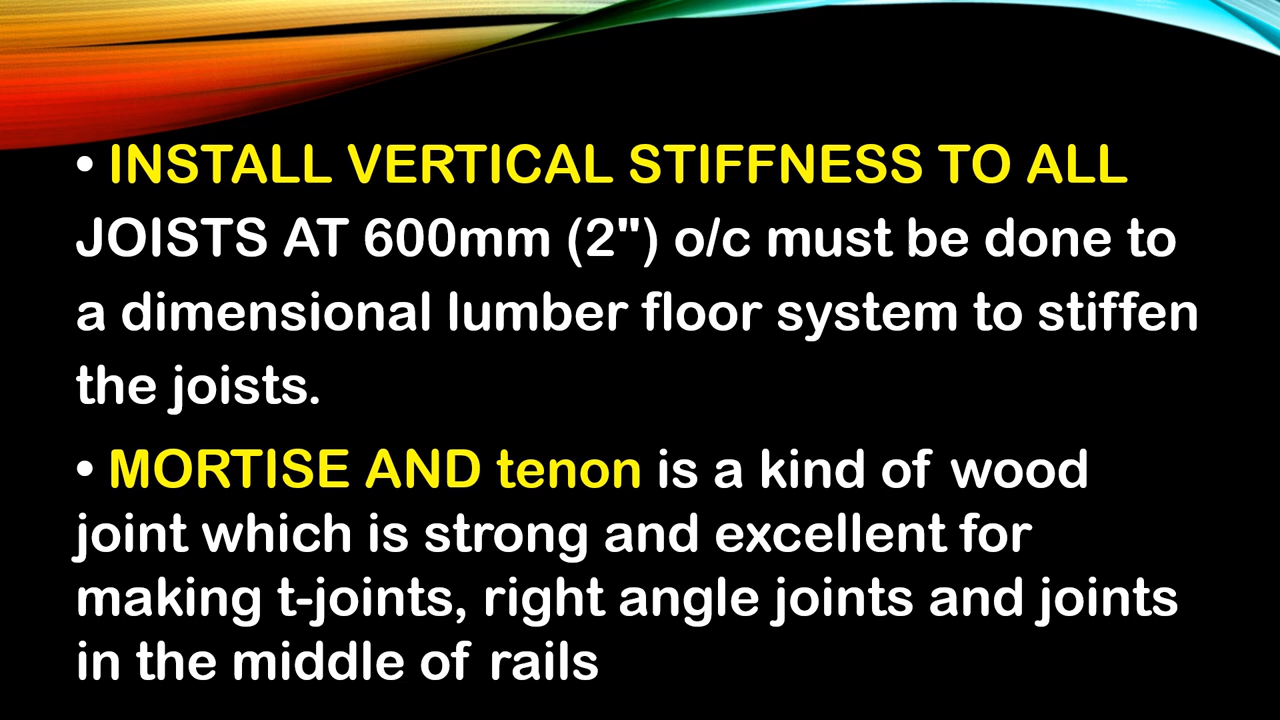 • INSTALL VERTICAL STIFFNESS TO ALL
JOISTS AT 600mm (2") o/c must be done to
a dimensional lumber floor system to stiffen
the joists.
• MORTISE AND tenon is a kind of wood
joint which is strong and excellent for
making t-joints, right angle joints and joints
in the middle of rails